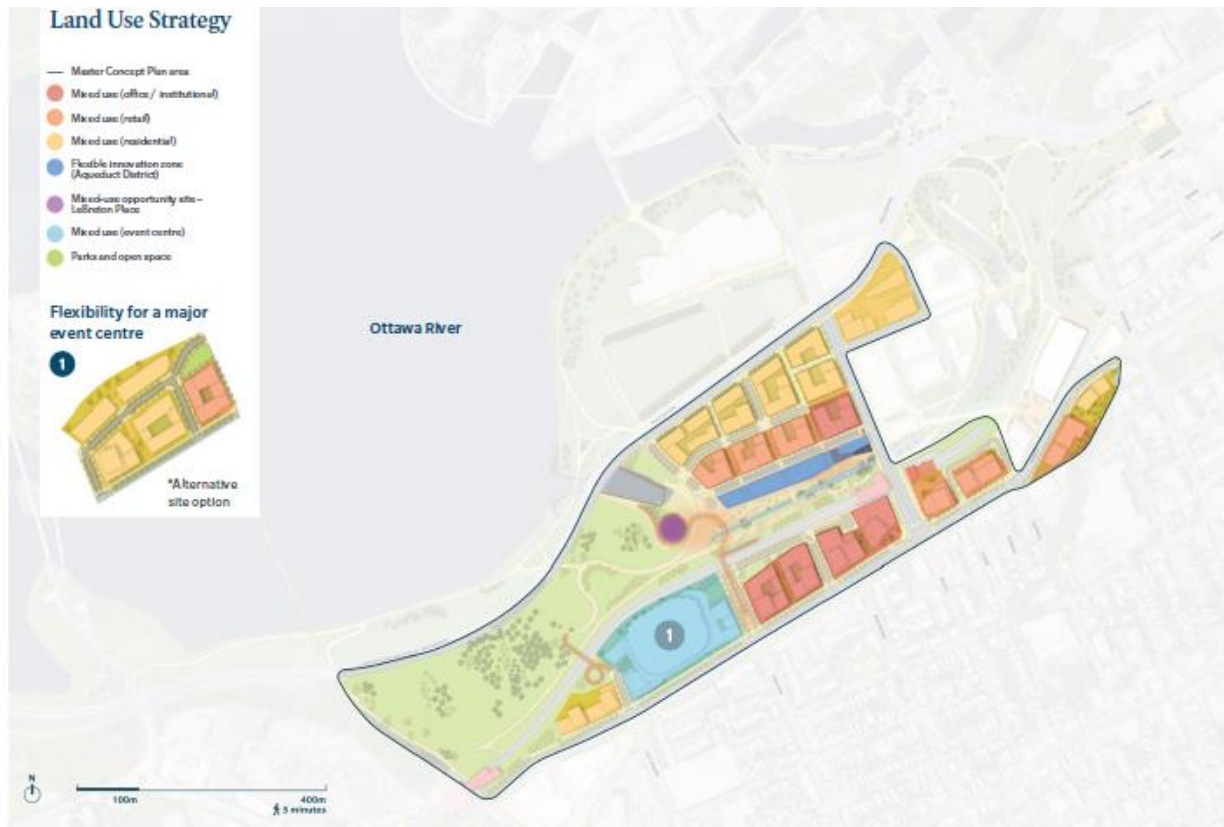 Land Use Strategy
Master Concept Plan area
Mixed use (office / institutional)
Mixed use (retail)
Mixed use (residential)
Flexible innovation zone
(Aqueduct District)
Mixed-use opportunity site –
LeBreton Place
Mixed use (event centre)
Parks and open space
Flexibility for a major
event centre
1
*Alternative
site option
Ottawa River
1
N
100m
400m
5 minutes